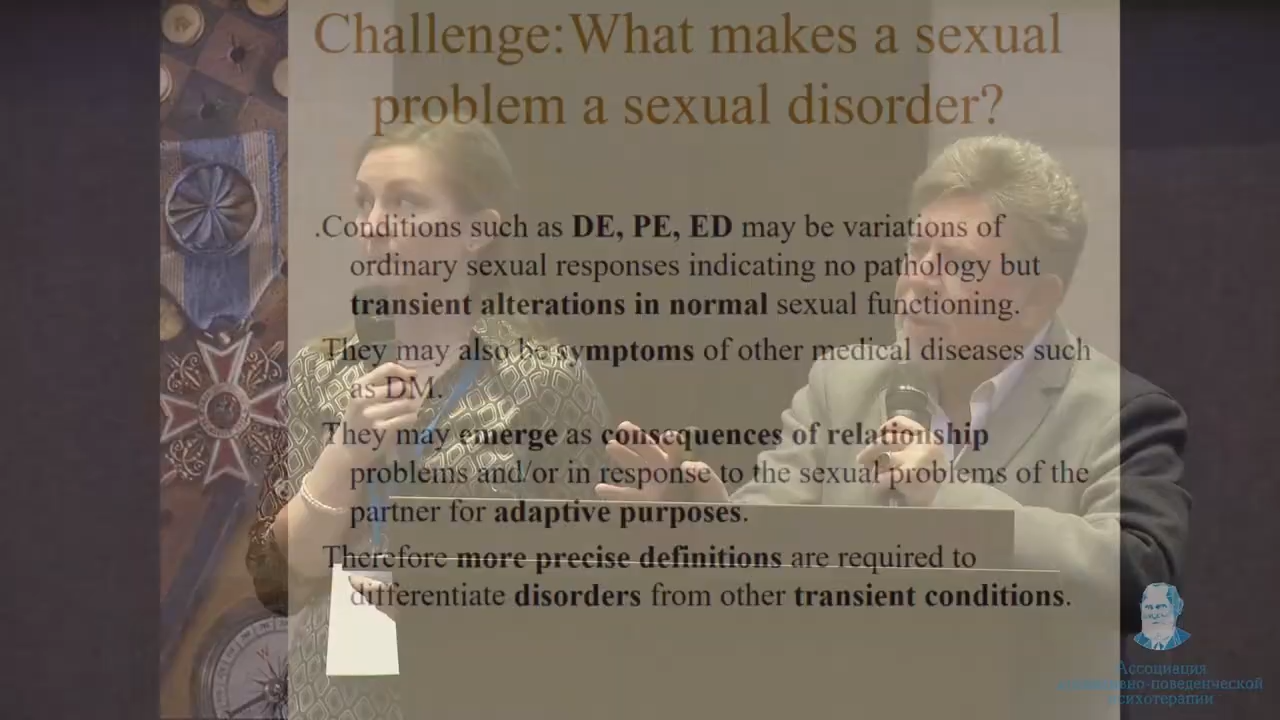 Challenge: What makes a sexual
problem a sexual disorder?
.Conditions such as DE, PE, ED may be variations of
ordinary sexual responses indicating no pathology but
transient alterations in normal sexual functioning.
They may also be symptoms of other medical diseases such
as DM.
They may emerge as consequences of relationship
problems and/or in response to the sexual problems of the
partner for adaptive purposes.
Therefore more precise definitions are required to
differentiate disorders from other transient conditions.
Ассоциация
когнитивно-поведенческой
психотерапии